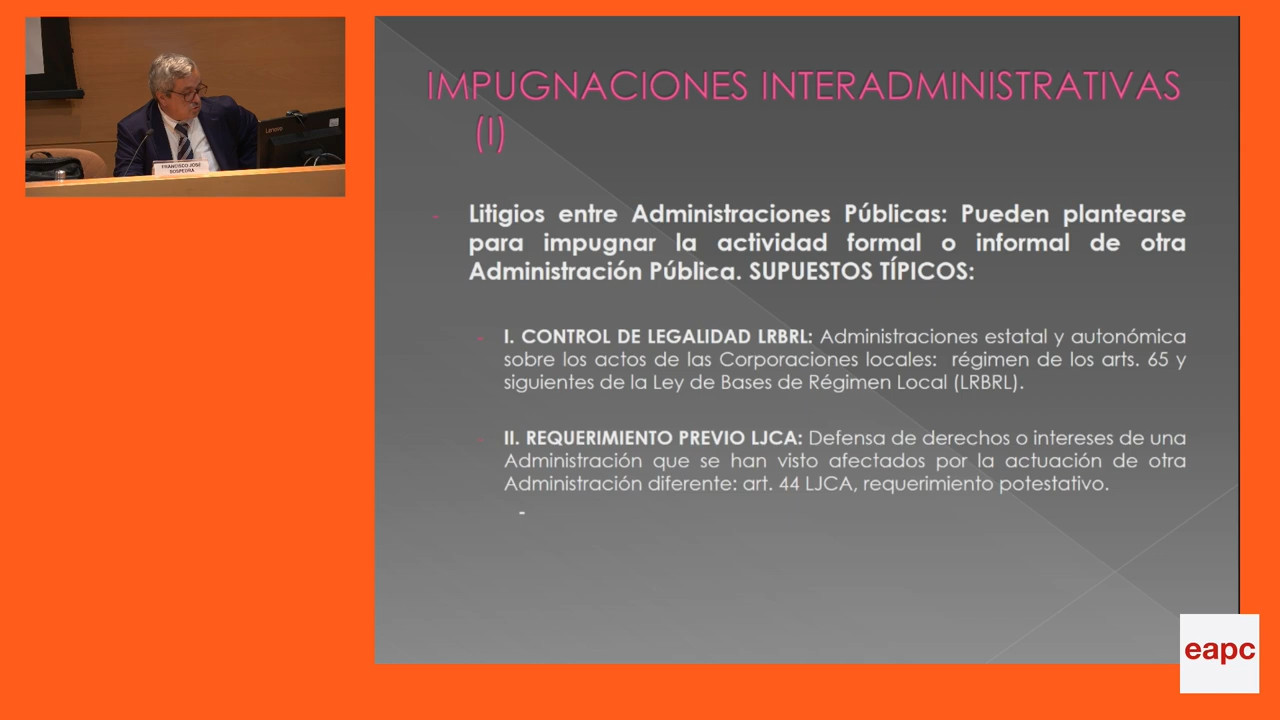 Lenovo
FRANCISCO JOSÉ
SOSPEDRA
IMPUGNACIONES INTERADMINISTRATIVAS
(I)
- Litigios entre Administraciones Públicas: Pueden plantearse
para impugnar la actividad formal o informal de otra
Administración Pública. SUPUESTOS TÍPICOS:
- I. CONTROL DE LEGALIDAD LRBRL: Administraciones estatal y autonómica
sobre los actos de las Corporaciones locales: régimen de los arts. 65 y
siguientes de la Ley de Bases de Régimen Local (LRBRL).
- II. REQUERIMIENTO PREVIO LJCA: Defensa de derechos o intereses de una
Administración que se han visto afectados por la actuación de otra
Administración diferente: art. 44 LJCA, requerimiento potestativo.
-
eapc